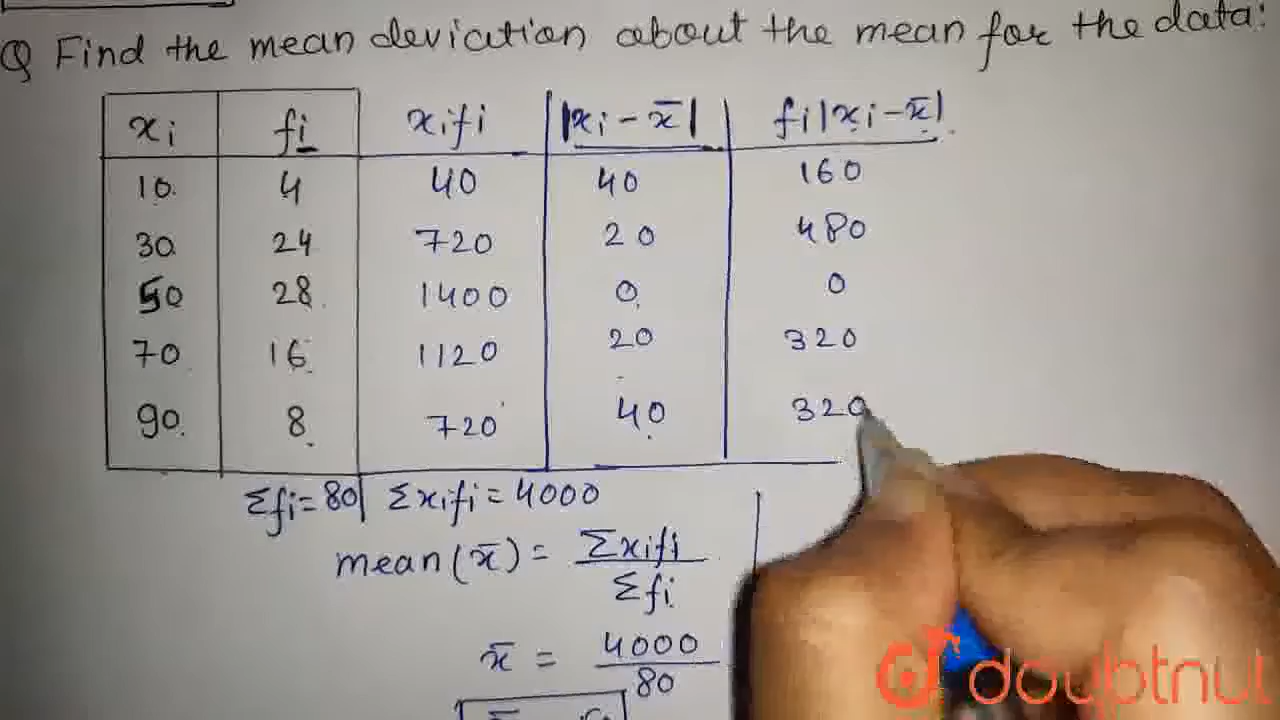 Q Find the mean deviation about the mean for the data:
xi fi xifi |xi - x̄| fi|xi - x̄|
10 4 40 40 160
30 24 720 20 480
50 28 1400 0 0
70 16 1120 20 320
90 8 720 40 320
Σfi = 80 Σxifi = 4000
mean (x̄) = Σxifi / Σfi
x̄ = 4000 / 80
doubtnut